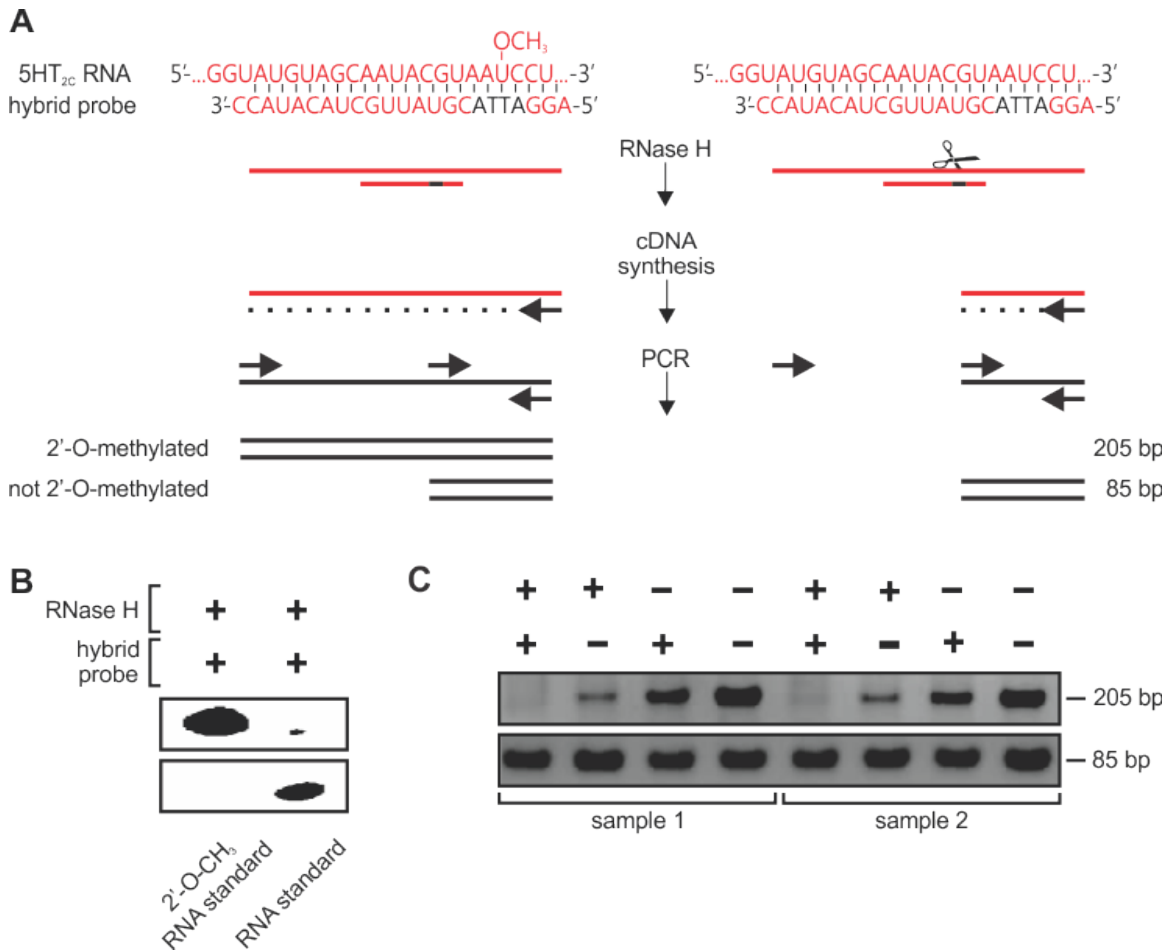 A
OCH₃
5HT₂C RNA 5'-...GGUAUGUAGCAAUACGUAAUCCU...-3' 5'-...GGUAUGUAGCAAUACGUAAUCCU...-3'
hybrid probe 3'-CCAUACAUCGUUAUGCATTAGGA-5' 3'-CCAUACAUCGUUAUGCATTAGGA-5'
RNase H
cDNA
synthesis
PCR
2'-O-methylated 205 bp
not 2'-O-methylated 85 bp
B
RNase H + +
hybrid
probe + +
2'-O-CH₃
RNA standard
RNA standard
C
+ + − − + + − −
+ − + − + − + −
205 bp
85 bp
sample 1 sample 2